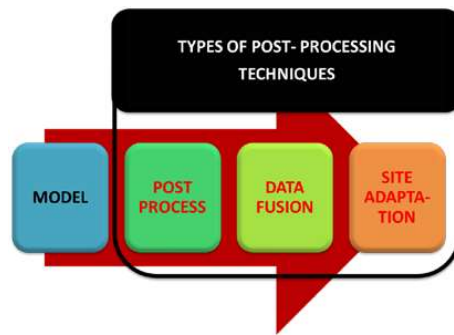 TYPES OF POST- PROCESSING
TECHNIQUES
MODEL
POST
PROCESS
DATA
FUSION
SITE
ADAPTA-
TION